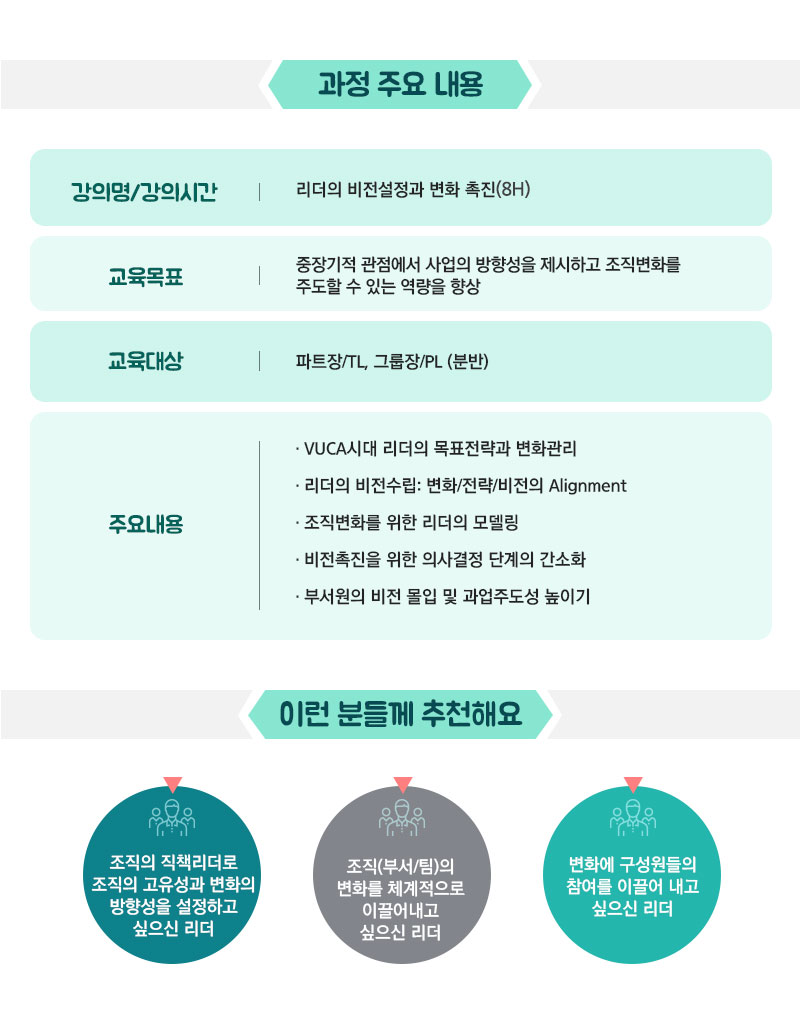 과정 주요 내용
강의명/강의시간
리더의 비전설정과 변화 촉진(8H)
교육목표
중장기적 관점에서 사업의 방향성을 제시하고 조직변화를
주도할 수 있는 역량을 향상
교육대상
파트장/TL, 그룹장/PL (분반)
주요내용
· VUCA시대 리더의 목표전략과 변화관리
· 리더의 비전수립: 변화/전략/비전의 Alignment
· 조직변화를 위한 리더의 모델링
· 비전촉진을 위한 의사결정 단계의 간소화
· 부서원의 비전 몰입 및 과업주도성 높이기
이런 분들께 추천해요
조직의 직책리더로
조직의 고유성과 변화의
방향성을 설정하고
싶으신 리더
조직(부서/팀)의
변화를 체계적으로
이끌어내고
싶으신 리더
변화에 구성원들의
참여를 이끌어 내고
싶으신 리더